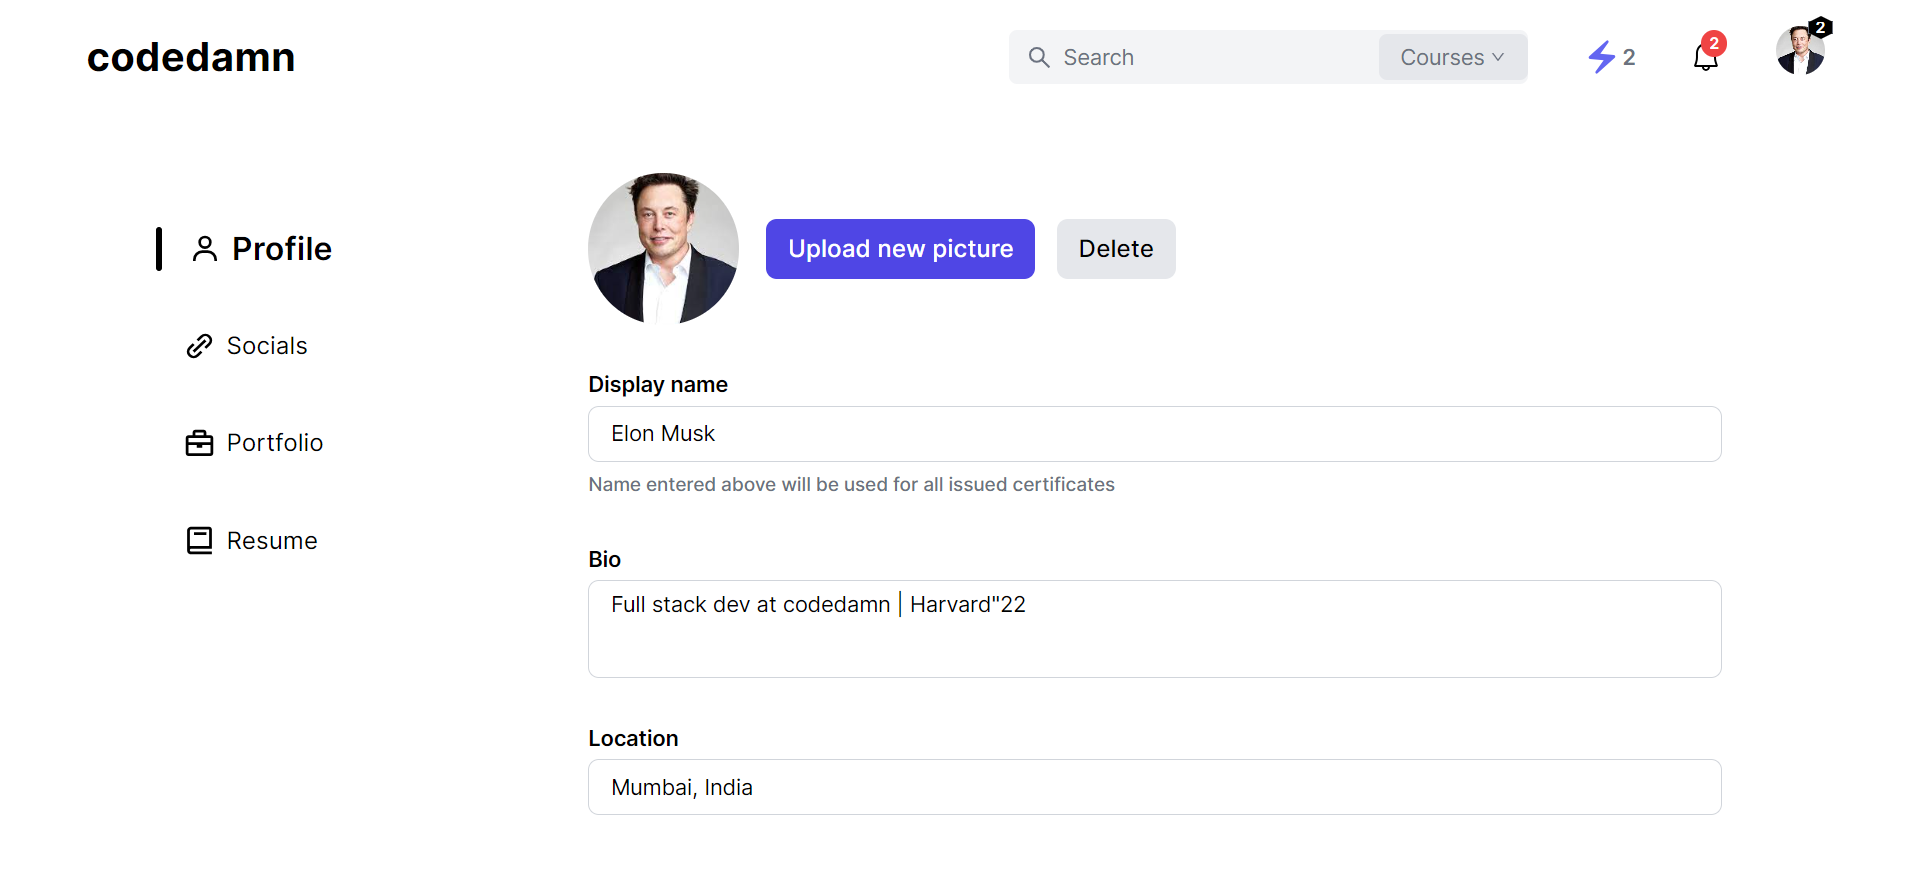 codedamn
Search
Courses
2
2
2
Profile
Socials
Portfolio
Resume
Upload new picture
Delete
Display name
Elon Musk
Name entered above will be used for all issued certificates
Bio
Full stack dev at codedamn | Harvard"22
Location
Mumbai, India